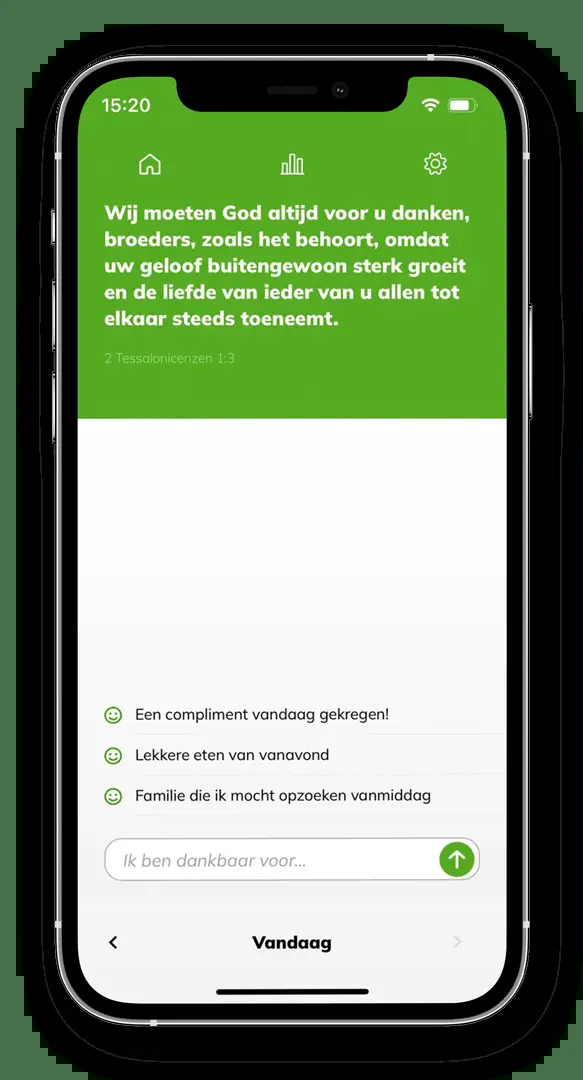 15:20
Wij moeten God altijd voor u danken,
broeders, zoals het behoort, omdat
uw geloof buitengewoon sterk groeit
en de liefde van ieder van u allen tot
elkaar steeds toeneemt.
2 Tessalonicenzen 1:3
Een compliment vandaag gekregen!
Lekkere eten van vanavond
Familie die ik mocht opzoeken vanmiddag
Ik ben dankbaar voor...
Vandaag